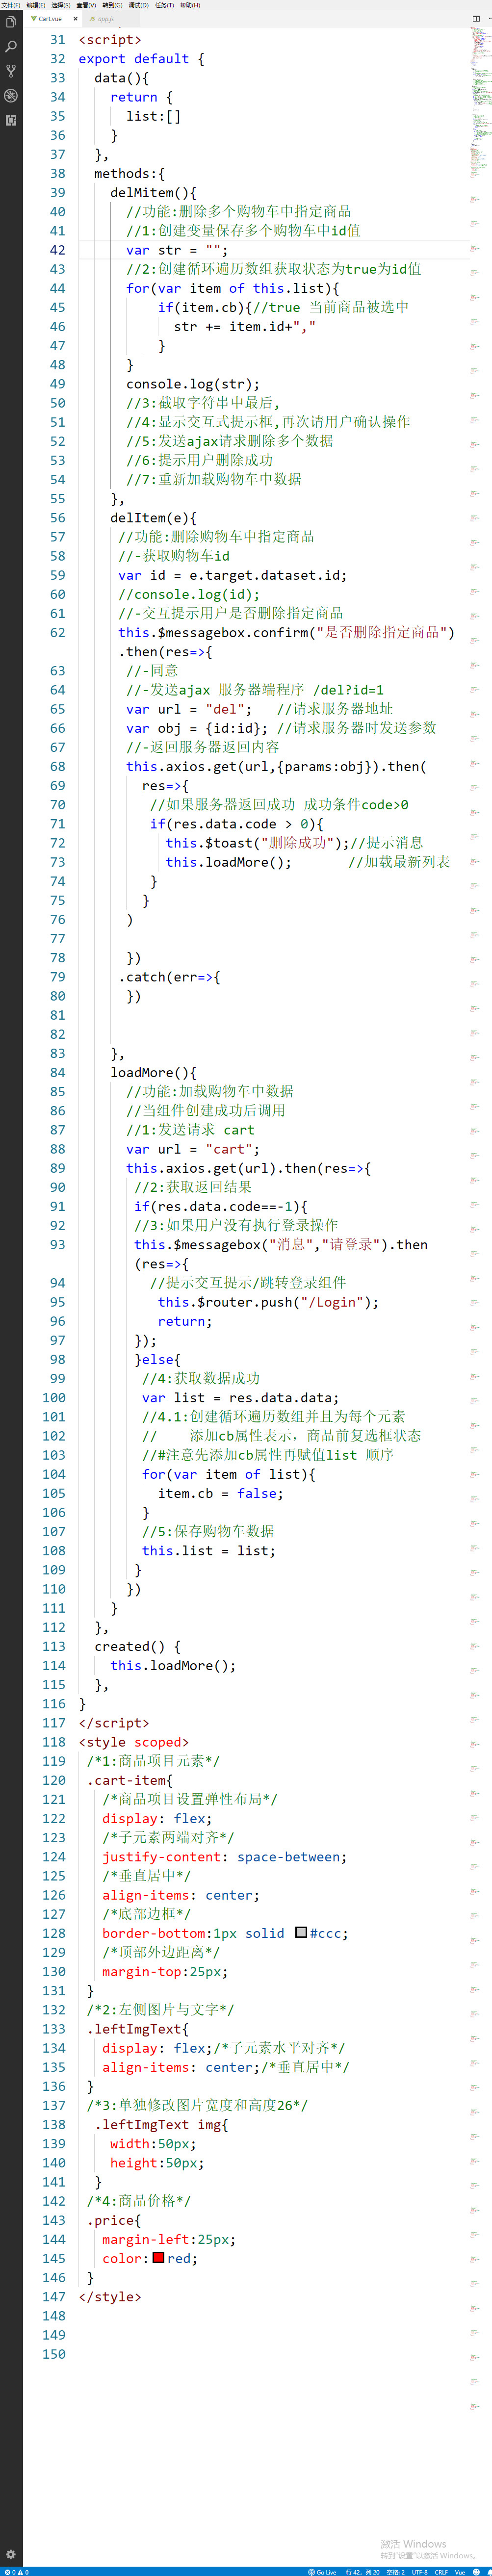 文件(F) 编辑(E) 选择(S) 查看(V) 转到(G) 调试(D) 任务(T) 帮助(H)
Cart.vue × JS app.js
31 <script>
32 export default {
33 data(){
34 return {
35 list:[]
36 }
37 },
38 methods:{
39 delMitem(){
40 //功能:删除多个购物车中指定商品
41 //1:创建变量保存多个购物车中id值
42 var str = "";
43 //2:创建循环遍历数组获取状态为true为id值
44 for(var item of this.list){
45 if(item.cb){//true 当前商品被选中
46 str += item.id+","
47 }
48 }
49 console.log(str);
50 //3:截取字符串中最后,
51 //4:显示交互式提示框,再次请用户确认操作
52 //5:发送ajax请求删除多个数据
53 //6:提示用户删除成功
54 //7:重新加载购物车中数据
55 },
56 delItem(e){
57 //功能:删除购物车中指定商品
58 //-获取购物车id
59 var id = e.target.dataset.id;
60 //console.log(id);
61 //-交互提示用户是否删除指定商品
62 this.$messagebox.confirm("是否删除指定商品")
.then(res=>{
63 //-同意
64 //-发送ajax 服务器端程序 /del?id=1
65 var url = "del"; //请求服务器地址
66 var obj = {id:id}; //请求服务器时发送参数
67 //-返回服务器返回内容
68 this.axios.get(url,{params:obj}).then(
69 res=>{
70 //如果服务器返回成功 成功条件code>0
71 if(res.data.code > 0){
72 this.$toast("删除成功");//提示消息
73 this.loadMore(); //加载最新列表
74 }
75 }
76 )
77
78 })
79 .catch(err=>{
80 })
81
82
83 },
84 loadMore(){
85 //功能:加载购物车中数据
86 //当组件创建成功后调用
87 //1:发送请求 cart
88 var url = "cart";
89 this.axios.get(url).then(res=>{
90 //2:获取返回结果
91 if(res.data.code==-1){
92 //3:如果用户没有执行登录操作
93 this.$messagebox("消息","请登录").then
(res=>{
94 //提示交互提示/跳转登录组件
95 this.$router.push("/Login");
96 return;
97 });
98 }else{
99 //4:获取数据成功
100 var list = res.data.data;
101 //4.1:创建循环遍历数组并且为每个元素
102 // 添加cb属性表示，商品前复选框状态
103 //#注意先添加cb属性再赋值list 顺序
104 for(var item of list){
105 item.cb = false;
106 }
107 //5:保存购物车数据
108 this.list = list;
109 }
110 })
111 }
112 },
113 created() {
114 this.loadMore();
115 },
116 }
117 </script>
118 <style scoped>
119 /*1:商品项目元素*/
120 .cart-item{
121 /*商品项目设置弹性布局*/
122 display: flex;
123 /*子元素两端对齐*/
124 justify-content: space-between;
125 /*垂直居中*/
126 align-items: center;
127 /*底部边框*/
128 border-bottom:1px solid #ccc;
129 /*顶部外边距离*/
130 margin-top:25px;
131 }
132 /*2:左侧图片与文字*/
133 .leftImgText{
134 display: flex;/*子元素水平对齐*/
135 align-items: center;/*垂直居中*/
136 }
137 /*3:单独修改图片宽度和高度26*/
138 .leftImgText img{
139 width:50px;
140 height:50px;
141 }
142 /*4:商品价格*/
143 .price{
144 margin-left:25px;
145 color:red;
146 }
147 </style>
148
149
150
激活 Windows
转到"设置"以激活 Windows。
0 0 Go Live 行 42，列 20 空格: 2 UTF-8 CRLF Vue